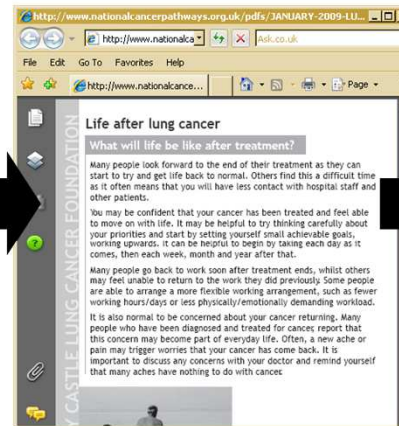 http://www.nationalcancerpathways.org.uk/pdfs/JANUARY-2009-LU...
http://www.nationalca
Ask.co.uk
File Edit Go To Favorites Help
http://www.nationalcance...
Page
Life after lung cancer
What will life be like after treatment?
Many people look forward to the end of their treatment as they can
start to try and get life back to normal. Others find this a difficult time
as it often means that you will have less contact with hospital staff and
other patients.
You may be confident that your cancer has been treated and feel able
to move on with life. It may be helpful to try thinking carefully about
your priorities and start by setting yourself small achievable goals,
working upwards. It can be helpful to begin by taking each day as it
comes, then each week, month and year after that.
Many people go back to work soon after treatment ends, whilst others
may feel unable to return to the work they did previously. Some people
are able to arrange a more flexible working arrangement, such as fewer
working hours/days or less physically/emotionally demanding workload.
It is also normal to be concerned about your cancer returning. Many
people who have been diagnosed and treated for cancer, report that
this concern may become part of everyday life. Often, a new ache or
pain may trigger worries that your cancer has come back. It is
important to discuss any concerns with your doctor and remind yourself
that many aches have nothing to do with cancer.
Y CASTLE LUNG CANCER FOUNDATION